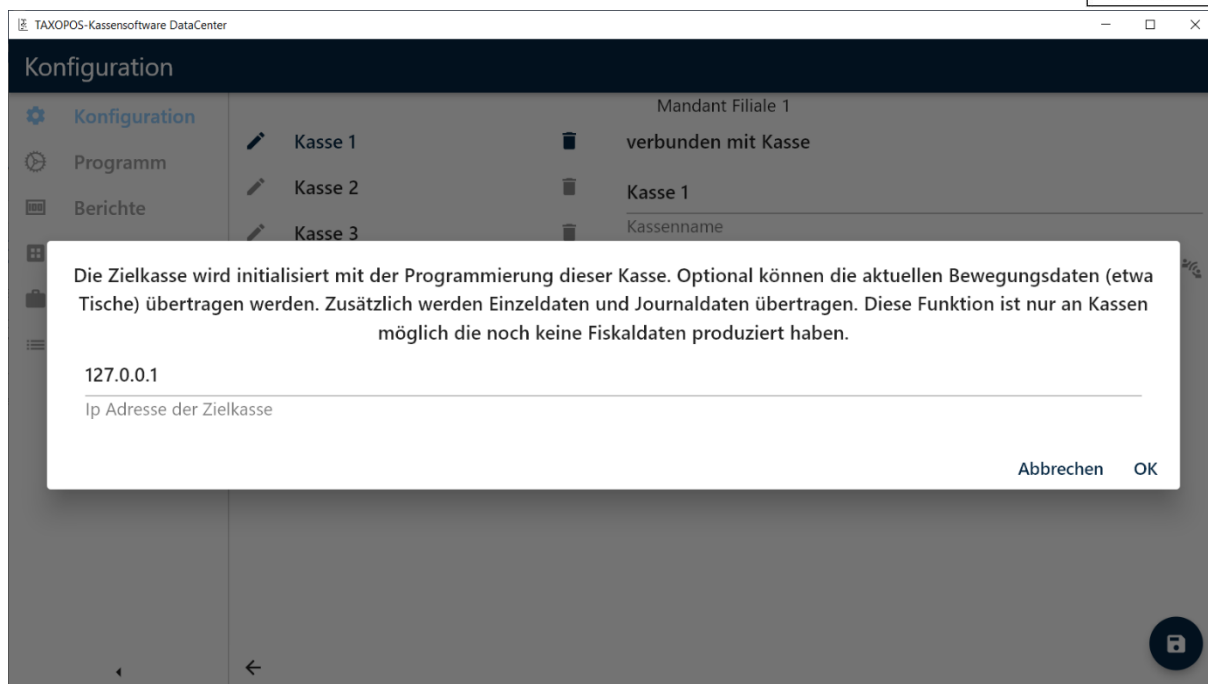 TAXOPOS-Kassensoftware DataCenter
Konfiguration
Konfiguration
Programm
Berichte
Kasse 1
Kasse 2
Kasse 3
Mandant Filiale 1
verbunden mit Kasse
Kasse 1
Kassenname
Die Zielkasse wird initialisiert mit der Programmierung dieser Kasse. Optional können die aktuellen Bewegungsdaten (etwa
Tische) übertragen werden. Zusätzlich werden Einzeldaten und Journaldaten übertragen. Diese Funktion ist nur an Kassen
möglich die noch keine Fiskaldaten produziert haben.
127.0.0.1
Ip Adresse der Zielkasse
Abbrechen OK